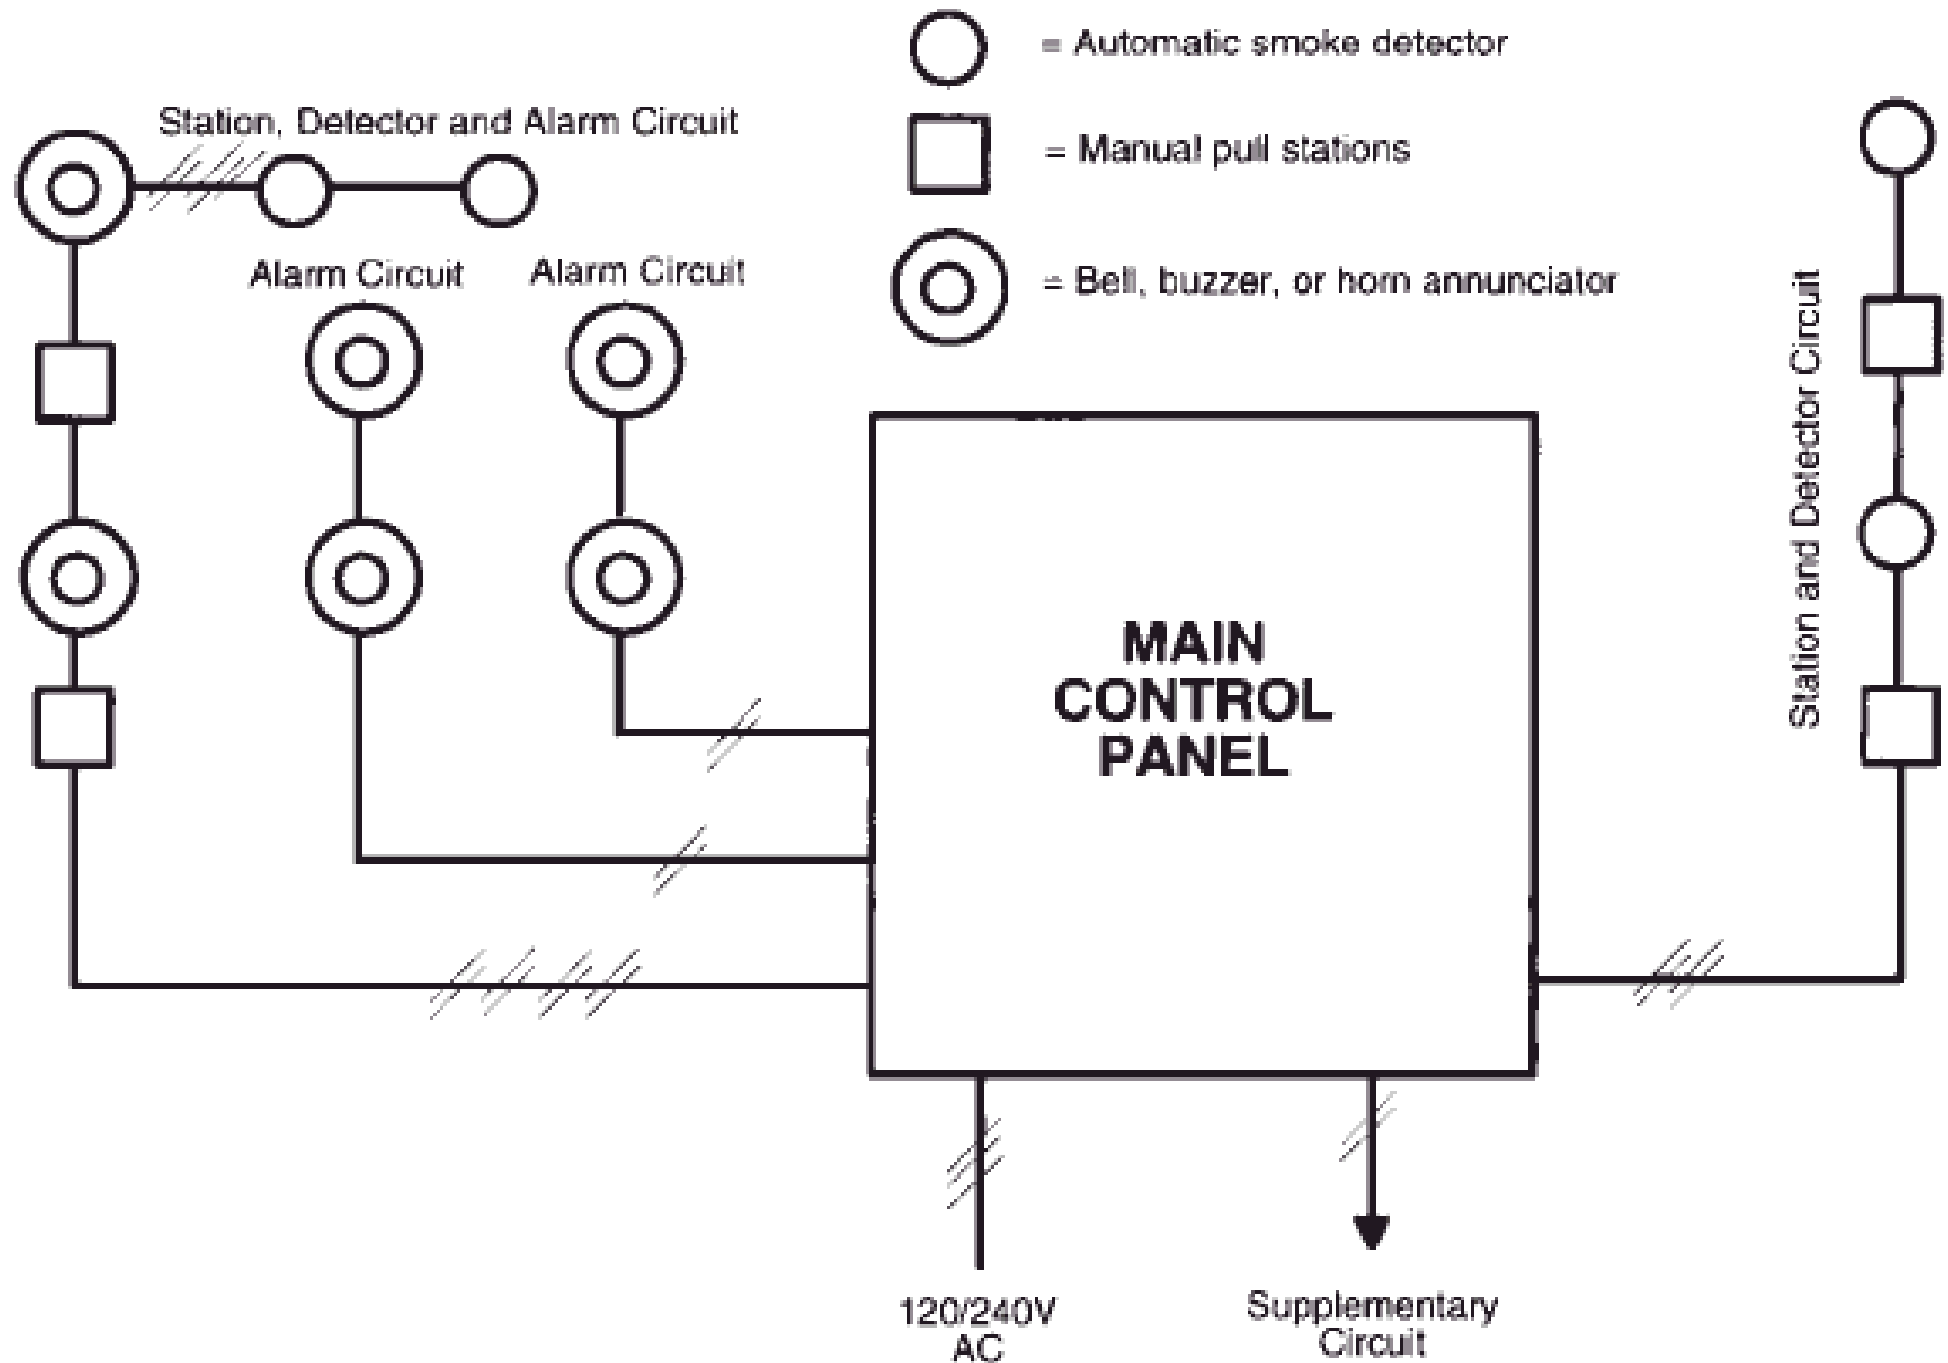 = Automatic smoke detector
= Manual pull stations
= Bell, buzzer, or horn annunciator
Station, Detector and Alarm Circuit
Alarm Circuit
Alarm Circuit
MAIN
CONTROL
PANEL
Station and Detector Circuit
120/240V
AC
Supplementary
Circuit